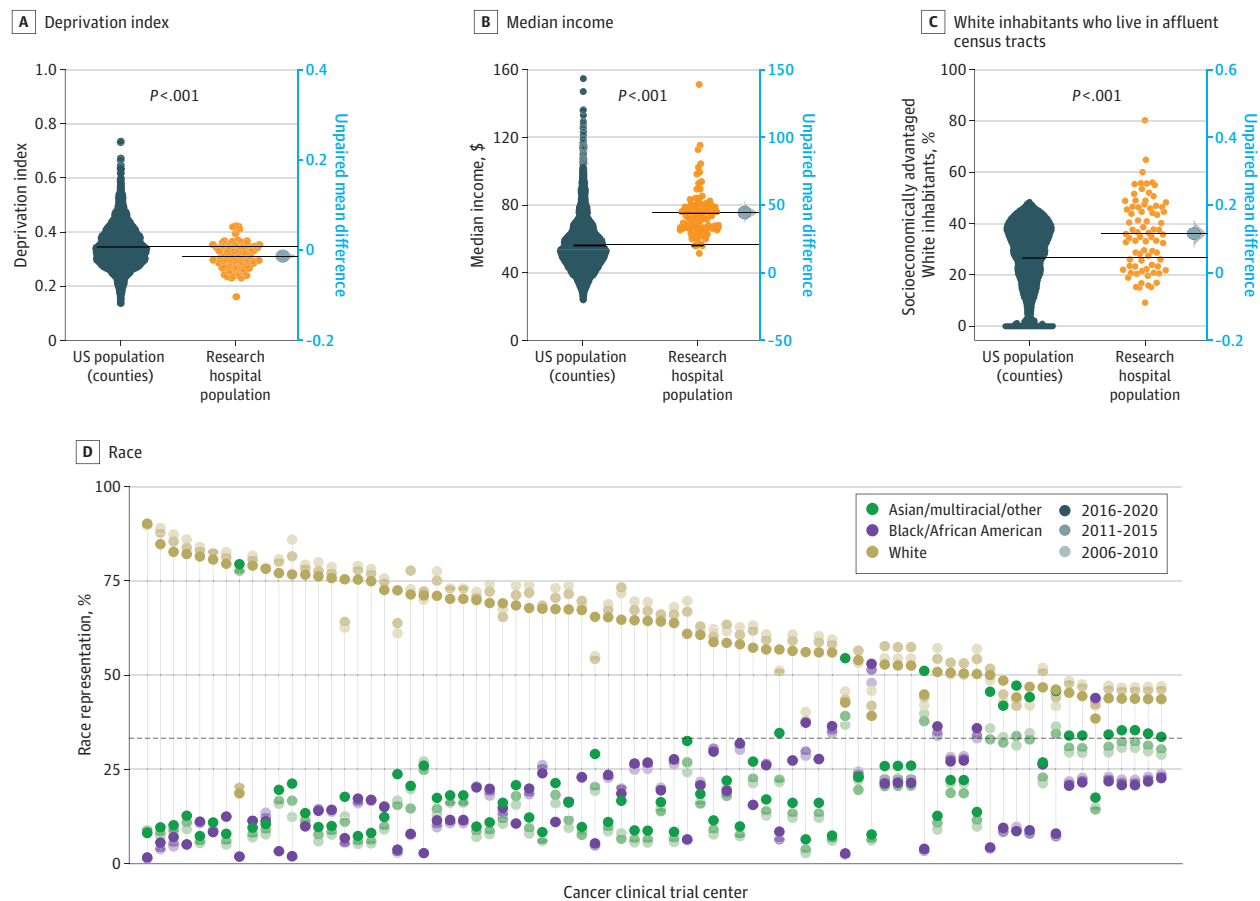 A Deprivation index
1.0
0.8
0.6
0.4
0.2
0
Deprivation index
P <.001
0.4
0.2
0
–0.2
Unpaired mean difference
US population
(counties)
Research
hospital
population
B Median income
160
120
80
40
0
Median income, $
P <.001
150
100
50
0
–50
Unpaired mean difference
US population
(counties)
Research
hospital
population
C White inhabitants who live in affluent
census tracts
100
80
60
40
20
0
Socioeconomically advantaged
White inhabitants, %
P <.001
0.6
0.4
0.2
0
–0.2
Unpaired mean difference
US population
(counties)
Research
hospital
population
D Race
100
75
50
25
0
Race representation, %
Asian/multiracial/other
Black/African American
White
2016-2020
2011-2015
2006-2010
Cancer clinical trial center